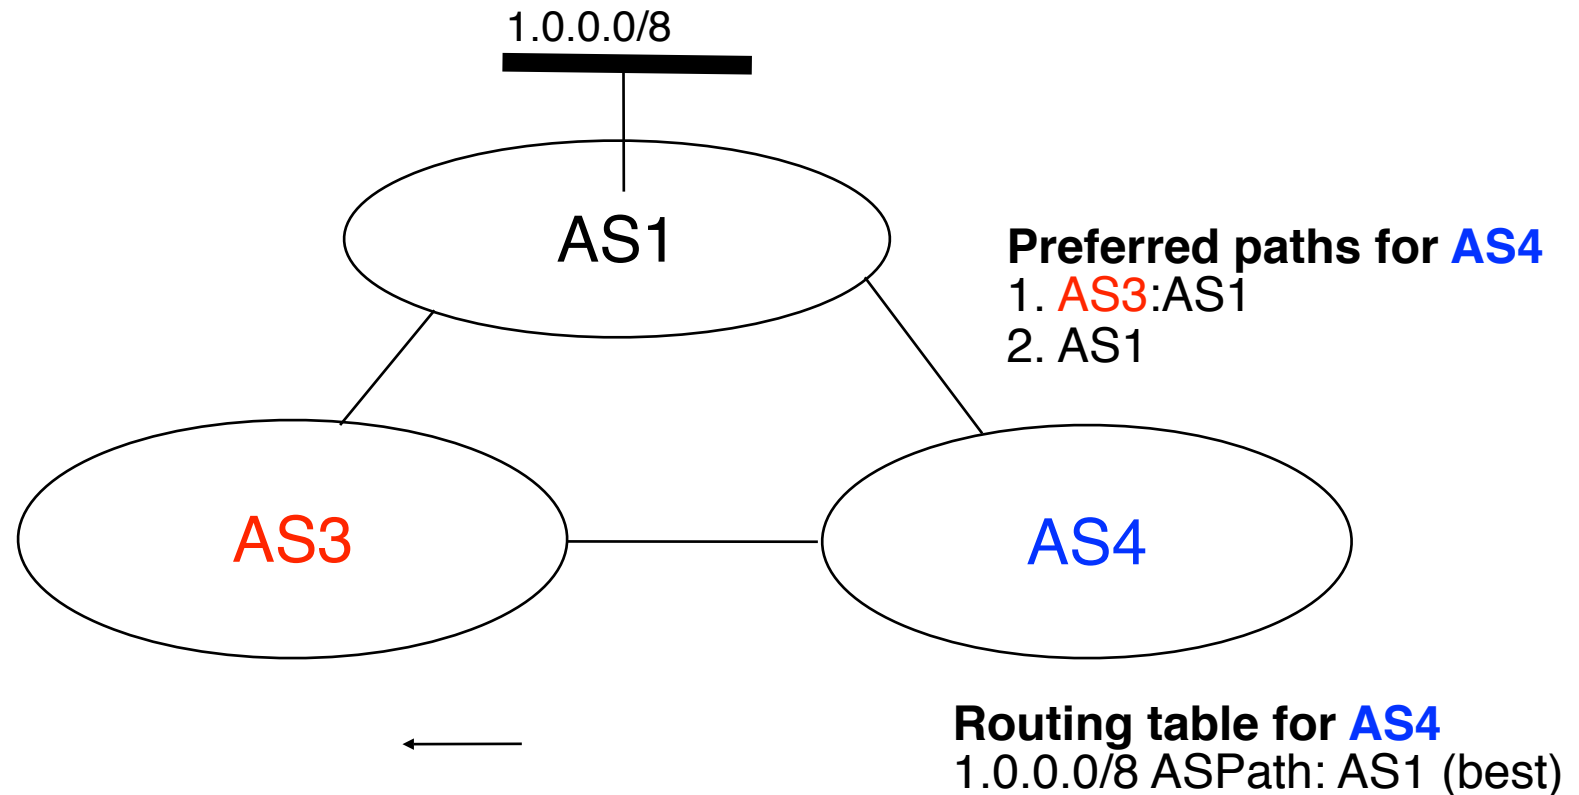 1.0.0.0/8
AS1
Preferred paths for AS4
1. AS3:AS1
2. AS1
AS3
AS4
Routing table for AS4
1.0.0.0/8 ASPath: AS1 (best)